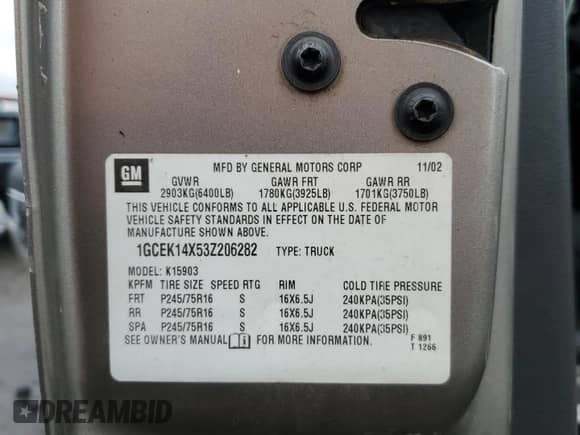 GM
MFD BY GENERAL MOTORS CORP 11/02
GVWR GAWR FRT GAWR RR
2903KG(6400LB) 1780KG(3925LB) 1701KG(3750LB)
THIS VEHICLE CONFORMS TO ALL APPLICABLE U.S. FEDERAL MOTOR
VEHICLE SAFETY STANDARDS IN EFFECT ON THE DATE OF
MANUFACTURE SHOWN ABOVE.
1GCEK14X53Z206282 TYPE: TRUCK
MODEL: K15903
KPFM TIRE SIZE SPEED RTG RIM COLD TIRE PRESSURE
FRT P245/75R16 S 16X6.5J 240KPA(35PSI)
RR P245/75R16 S 16X6.5J 240KPA(35PSI)
SPA P245/75R16 S 16X6.5J 240KPA(35PSI)
SEE OWNER'S MANUAL FOR MORE INFORMATION.
F 891
T 1266
DREAMBID